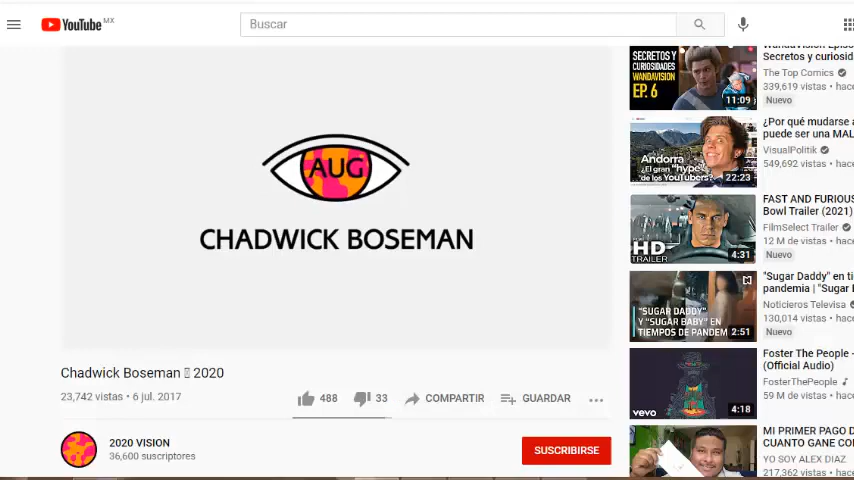 YouTube MX
Buscar
AUG
CHADWICK BOSEMAN
Chadwick Boseman ▯ 2020
23,742 vistas • 6 jul. 2017
488
33
COMPARTIR
GUARDAR
2020 VISION
36,600 suscriptores
SUSCRIBIRSE
SECRETOS Y
CURIOSIDADES
WANDAVISION
EP. 6
11:09
WandaVision Episo
Secretos y curiosid
The Top Comics
339,619 vistas • hace
Nuevo
Andorra
¿El gran "hype"
de los YouTubers?
22:23
¿Por qué mudarse a
puede ser una MAL
VisualPolitik
549,692 vistas • hace
HD
TRAILER
4:31
FAST AND FURIOUS
Bowl Trailer (2021)
FilmSelect Trailer
12 M de vistas • hace
Nuevo
"SUGAR DADDY"
Y "SUGAR BABY" EN
TIEMPOS DE PANDEM
2:51
"Sugar Daddy" en ti
pandemia | "Sugar B
Noticieros Televisa
130,014 vistas • hace
Nuevo
vevo
4:18
Foster The People -
(Official Audio)
FosterThePeople
59 M de vistas • hace
MI PRIMER PAGO D
CUANTO GANE CON
YO SOY ALEX DIAZ
217,362 vistas • hace